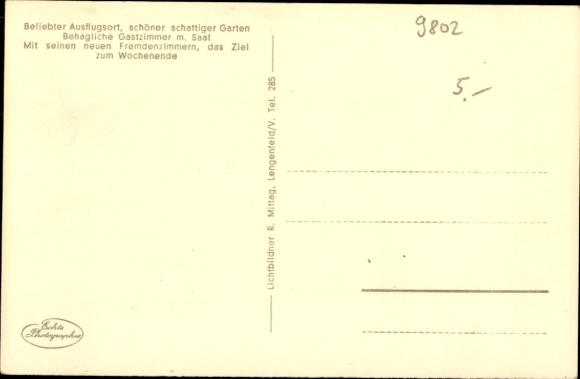 Beliebter Ausflugsort, schöner schattiger Garten
Behagliche Gastzimmer m. Saal
Mit seinen neuen Fremdenzimmern, das Ziel
zum Wochenende
9802
5.-
Lichtbildner R. Mittag, Lengenfeld/V. Tel. 285
Echte
Photographie